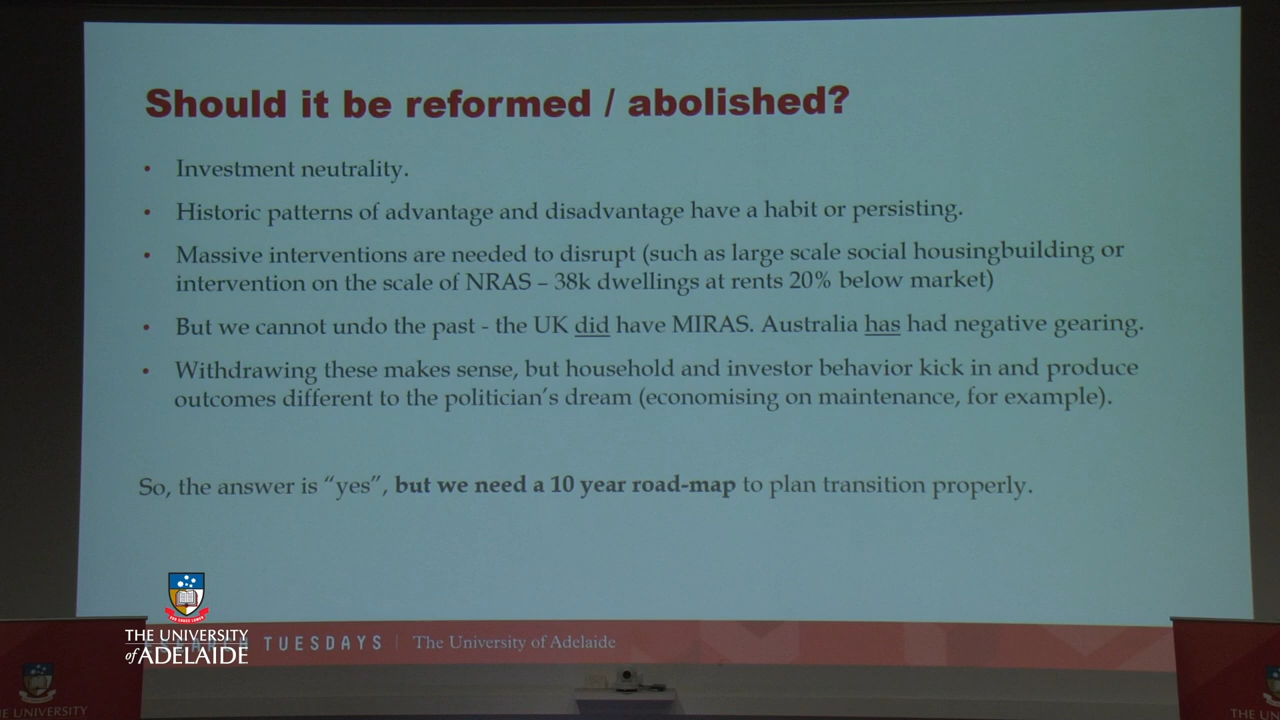 Should it be reformed / abolished?
• Investment neutrality.
• Historic patterns of advantage and disadvantage have a habit or persisting.
• Massive interventions are needed to disrupt (such as large scale social housingbuilding or
intervention on the scale of NRAS – 38k dwellings at rents 20% below market)
• But we cannot undo the past - the UK did have MIRAS. Australia has had negative gearing.
• Withdrawing these makes sense, but household and investor behavior kick in and produce
outcomes different to the politician’s dream (economising on maintenance, for example).
So, the answer is “yes”, but we need a 10 year road-map to plan transition properly.
THE UNIVERSITY
of ADELAIDE
TUESDAYS | The University of Adelaide
UNIVERSITY
THE UN